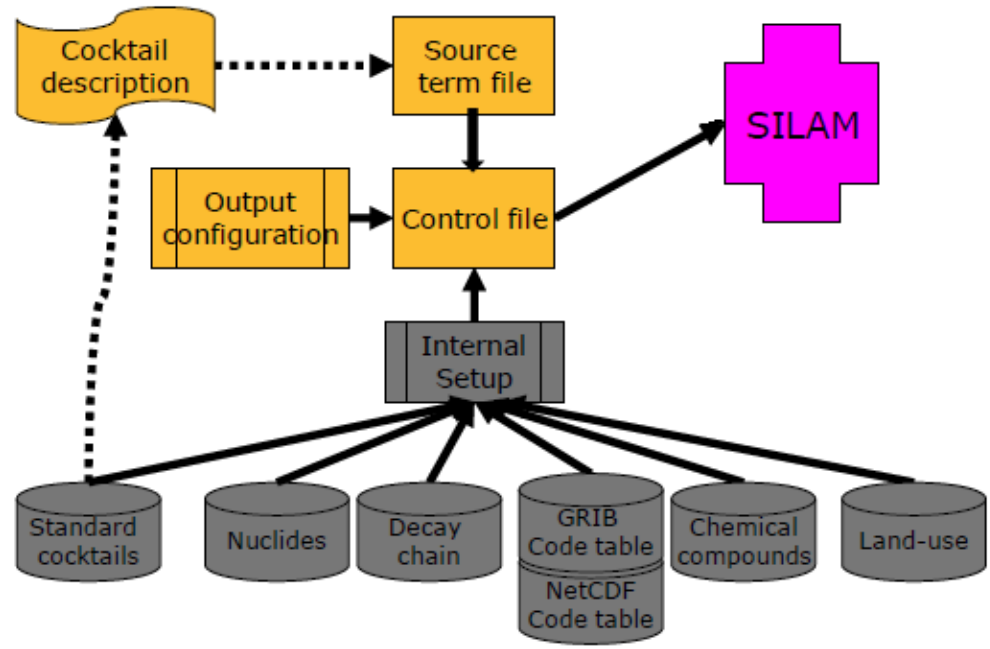 Cocktail
description
Source
term file
SILAM
Output
configuration
Control file
Internal
Setup
Standard
cocktails
Nuclides
Decay
chain
GRIB
Code table
NetCDF
Code table
Chemical
compounds
Land-use